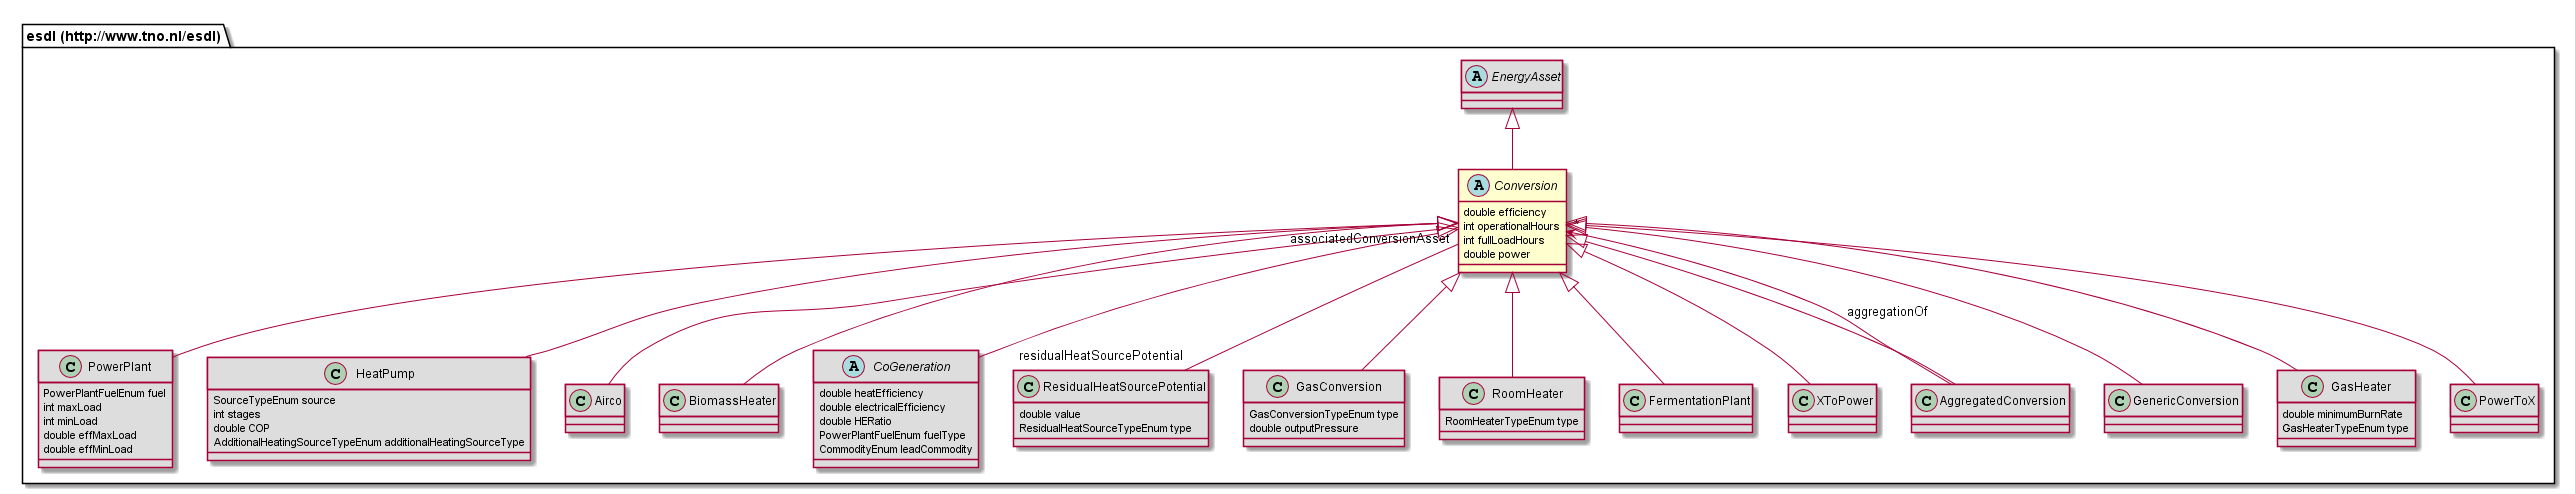 esdl (http://www.tno.nl/esdl)
A EnergyAsset
A Conversion
double efficiency
int operationalHours
int fullLoadHours
double power
associatedConversionAsset
aggregationOf
residualHeatSourcePotential
C PowerPlant
PowerPlantFuelEnum fuel
int maxLoad
int minLoad
double effMaxLoad
double effMinLoad
C HeatPump
SourceTypeEnum source
int stages
double COP
AdditionalHeatingSourceTypeEnum additionalHeatingSourceType
C Airco
C BiomassHeater
A CoGeneration
double heatEfficiency
double electricalEfficiency
double HERatio
PowerPlantFuelEnum fuelType
CommodityEnum leadCommodity
C ResidualHeatSourcePotential
double value
ResidualHeatSourceTypeEnum type
C GasConversion
GasConversionTypeEnum type
double outputPressure
C RoomHeater
RoomHeaterTypeEnum type
C FermentationPlant
C XToPower
C AggregatedConversion
C GenericConversion
C GasHeater
double minimumBurnRate
GasHeaterTypeEnum type
C PowerToX